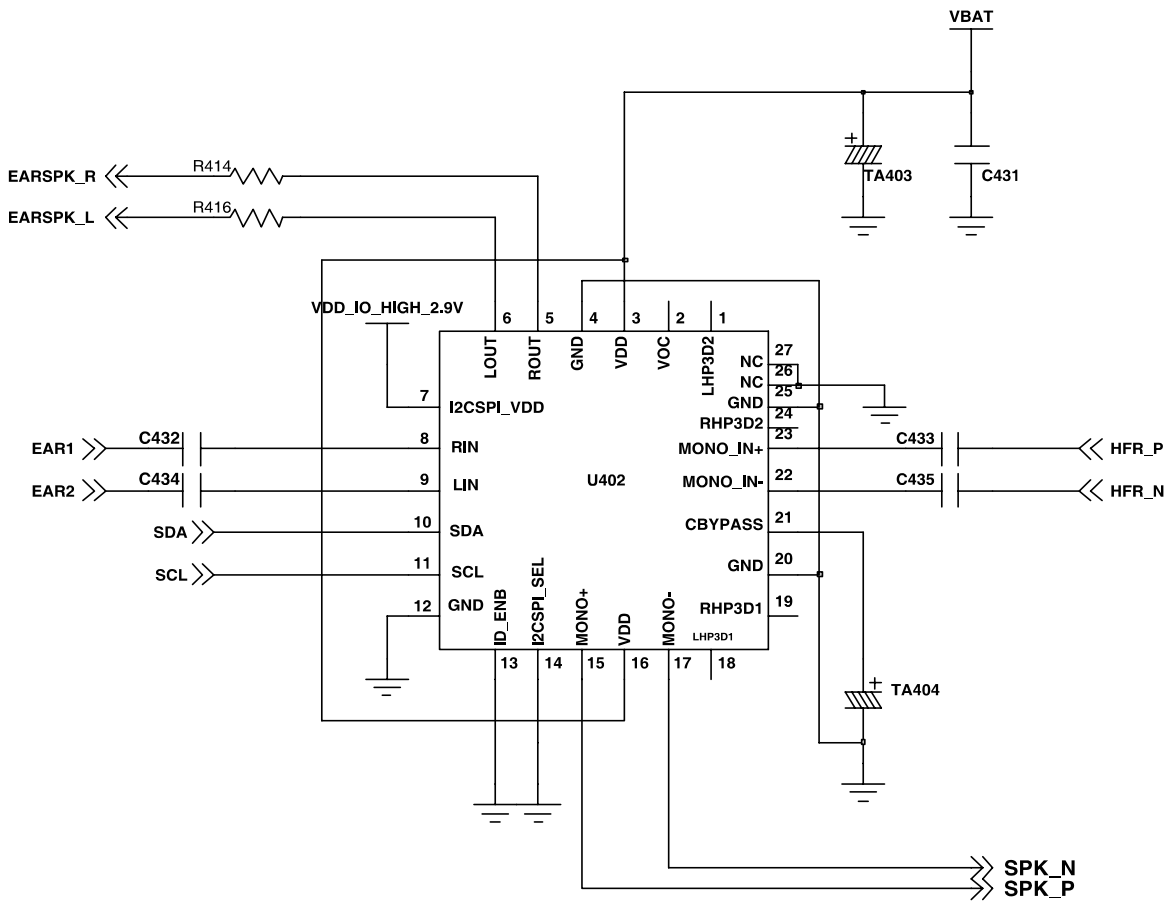 VBAT
R414
EARSPK_R
+
TA403
C431
R416
EARSPK_L
VDD_IO_HIGH_2.9V
6
5
4
3
2
1
LOUT
ROUT
GND
VDD
VOC
LHP3D2
7
I2CSPI_VDD
EAR1
C432
8
RIN
EAR2
C434
9
LIN
SDA
10
SDA
SCL
11
SCL
12
GND
U402
NC
27
NC
26
GND
25
RHP3D2
24
MONO_IN+
23
C433
HFR_P
MONO_IN-
22
C435
HFR_N
CBYPASS
21
GND
20
RHP3D1
19
LHP3D1
ID_ENB
I2CSPI_SEL
MONO+
VDD
MONO-
13
14
15
16
17
18
+
TA404
SPK_N
SPK_P